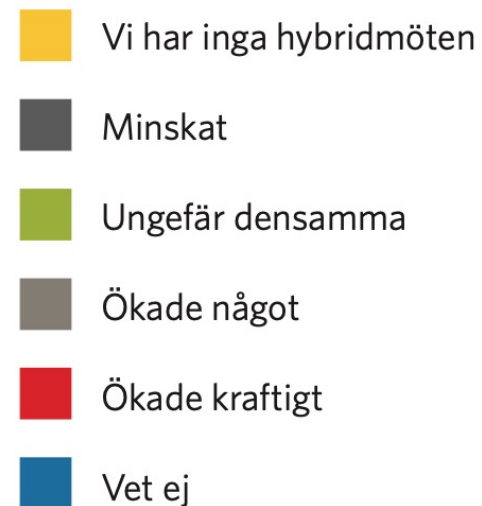 Vi har inga hybridmöten
Minskat
Ungefär densamma
Ökade något
Ökade kraftigt
Vet ej